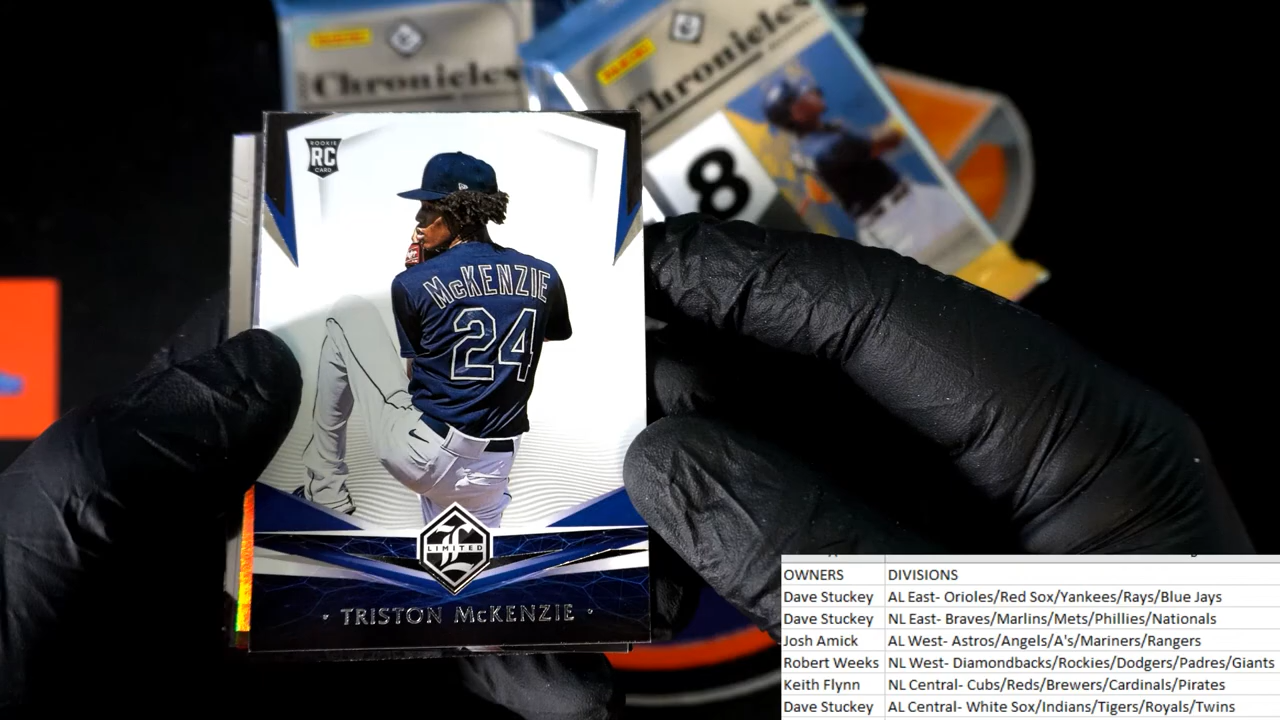 PANINI
Chronicles
PANINI
Chronicles
8
ROOKIE
RC
CARD
McKENZIE
24
LIMITED
TRISTON McKENZIE
OWNERS DIVISIONS
Dave Stuckey AL East- Orioles/Red Sox/Yankees/Rays/Blue Jays
Dave Stuckey NL East- Braves/Marlins/Mets/Phillies/Nationals
Josh Amick AL West- Astros/Angels/A's/Mariners/Rangers
Robert Weeks NL West- Diamondbacks/Rockies/Dodgers/Padres/Giants
Keith Flynn NL Central- Cubs/Reds/Brewers/Cardinals/Pirates
Dave Stuckey AL Central- White Sox/Indians/Tigers/Royals/Twins